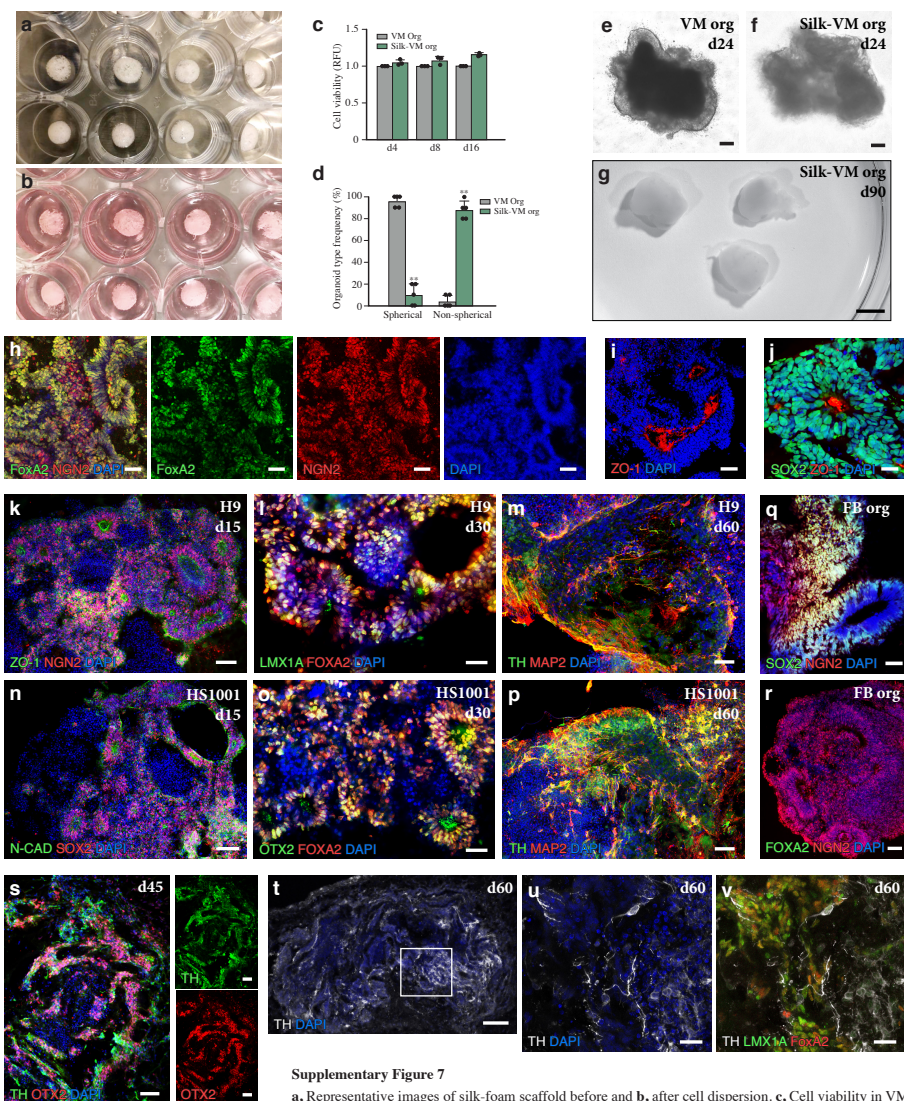 a
b
c
VM Org
Silk-VM org
Cell viability (RFU)
1.5
1.0
0.5
0
d4 d8 d16
d
VM Org
Silk-VM org
Organoid type frequency (%)
100
80
60
40
20
0
**
**
Spherical Non-spherical
e VM org
d24
f Silk-VM org
d24
g Silk-VM org
d90
h
FoxA2 NGN2 DAPI
FoxA2
NGN2
DAPI
i
ZO-1 DAPI
j
SOX2 ZO-1 DAPI
k H9
d15
ZO-1 NGN2 DAPI
l H9
d30
LMX1A FOXA2 DAPI
m H9
d60
TH MAP2 DAPI
q FB org
SOX2 NGN2 DAPI
n HS1001
d15
N-CAD SOX2 DAPI
o HS1001
d30
OTX2 FOXA2 DAPI
p HS1001
d60
TH MAP2 DAPI
r FB org
FOXA2 NGN2 DAPI
s d45
TH OTX2 DAPI
TH
OTX2
t d60
TH DAPI
u d60
TH DAPI
v d60
TH LMX1A FoxA2
Supplementary Figure 7
a, Representative images of silk-foam scaffold before and b, after cell dispersion. c, Cell viability in VM